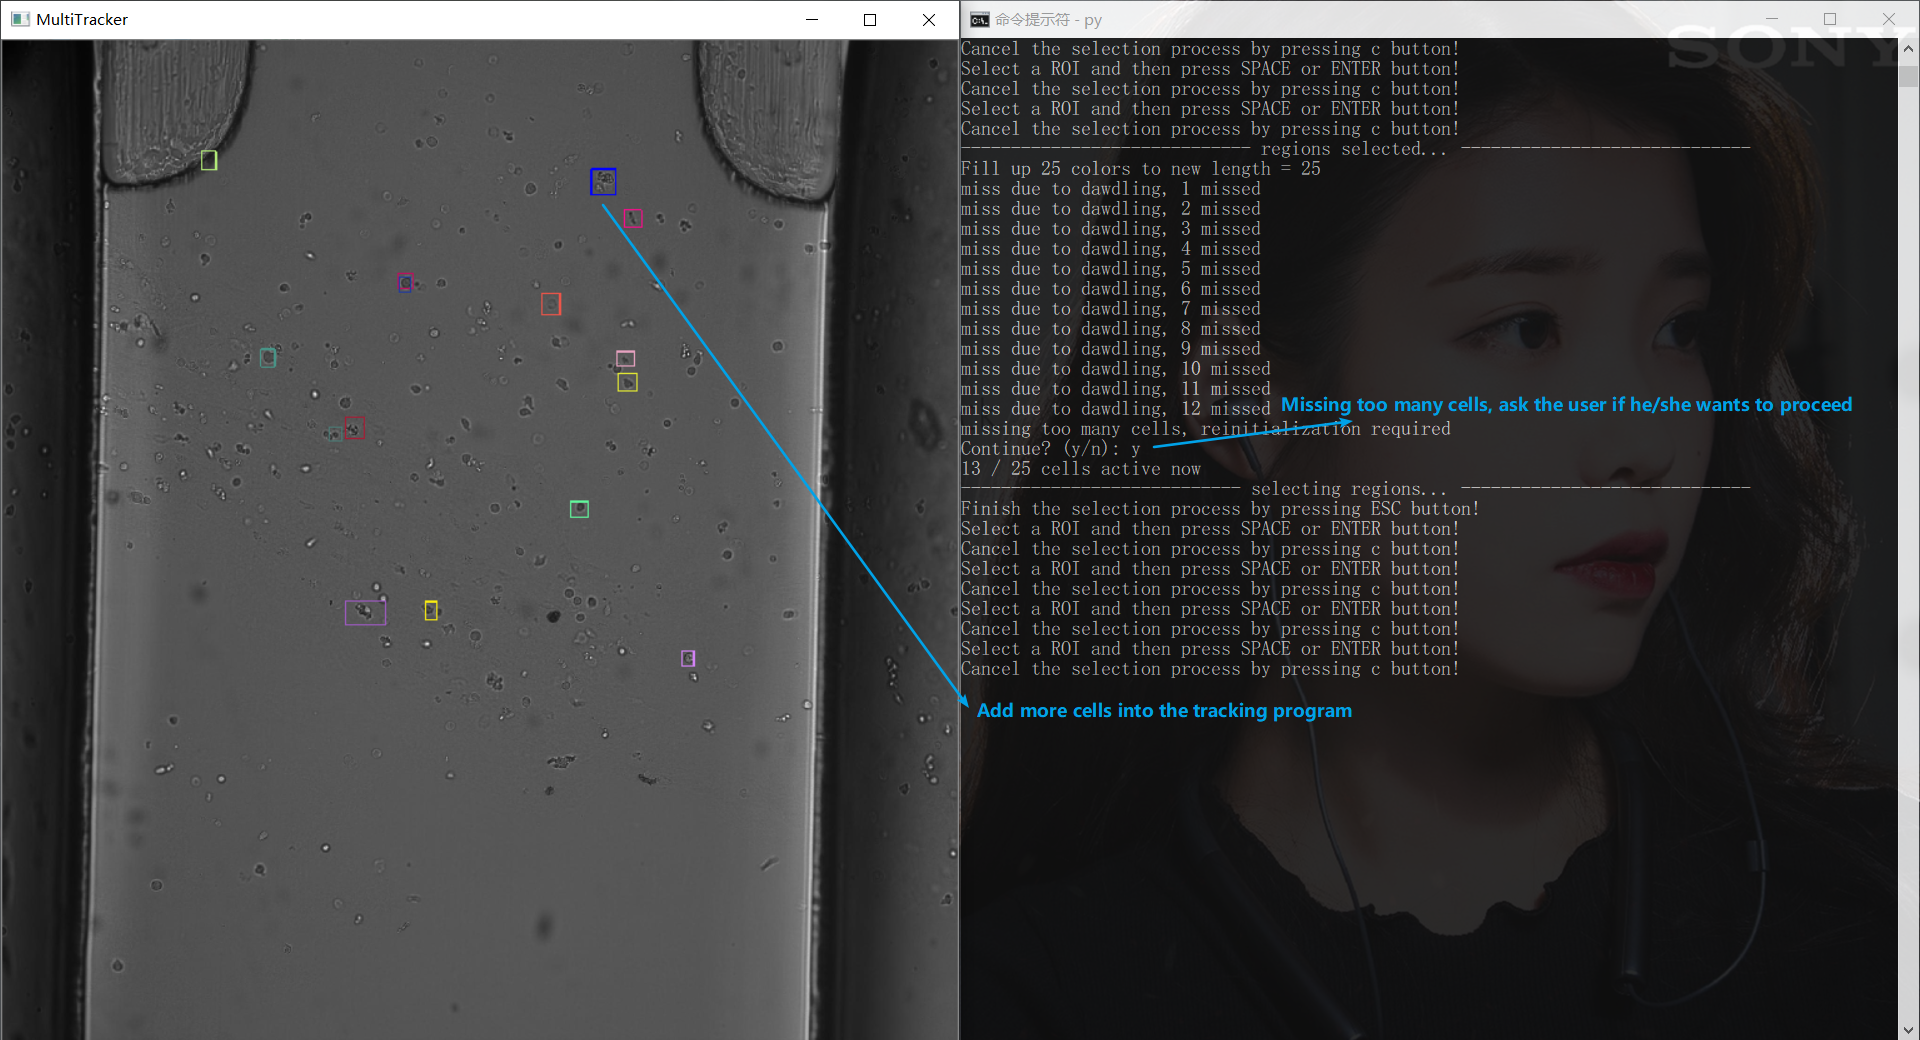 MultiTracker
命令提示符 - py
SONY
Cancel the selection process by pressing c button!
Select a ROI and then press SPACE or ENTER button!
Cancel the selection process by pressing c button!
Select a ROI and then press SPACE or ENTER button!
Cancel the selection process by pressing c button!
----------------------------- regions selected... -----------------------------
Fill up 25 colors to new length = 25
miss due to dawdling, 1 missed
miss due to dawdling, 2 missed
miss due to dawdling, 3 missed
miss due to dawdling, 4 missed
miss due to dawdling, 5 missed
miss due to dawdling, 6 missed
miss due to dawdling, 7 missed
miss due to dawdling, 8 missed
miss due to dawdling, 9 missed
miss due to dawdling, 10 missed
miss due to dawdling, 11 missed
miss due to dawdling, 12 missed
Missing too many cells, ask the user if he/she wants to proceed
missing too many cells, reinitialization required
Continue? (y/n): y
13 / 25 cells active now
---------------------------- selecting regions... -----------------------------
Finish the selection process by pressing ESC button!
Select a ROI and then press SPACE or ENTER button!
Cancel the selection process by pressing c button!
Select a ROI and then press SPACE or ENTER button!
Cancel the selection process by pressing c button!
Select a ROI and then press SPACE or ENTER button!
Cancel the selection process by pressing c button!
Select a ROI and then press SPACE or ENTER button!
Cancel the selection process by pressing c button!
Add more cells into the tracking program